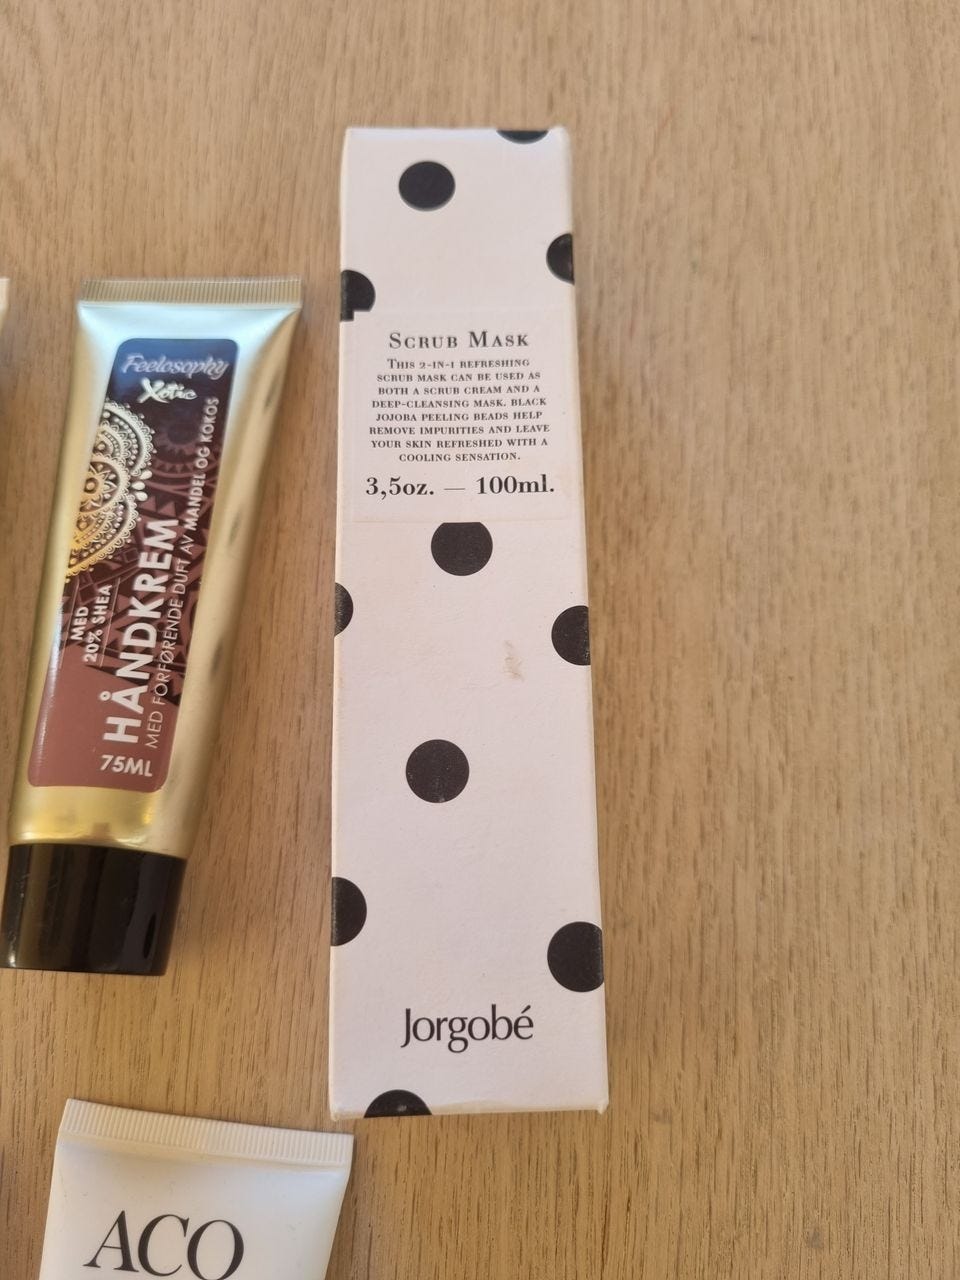 Feelosophy
Xotic
MED
20% SHEA
HÅNDKREM
MED FORFØRENDE DUFT AV MANDEL OG KOKOS
75ML
SCRUB MASK
THIS 2-IN-1 REFRESHING
SCRUB MASK CAN BE USED AS
BOTH A SCRUB CREAM AND A
DEEP-CLEANSING MASK. BLACK
JOJOBA PEELING BEADS HELP
REMOVE IMPURITIES AND LEAVE
YOUR SKIN REFRESHED WITH A
COOLING SENSATION.
3,5oz. — 100ml.
Jorgobé
ACO